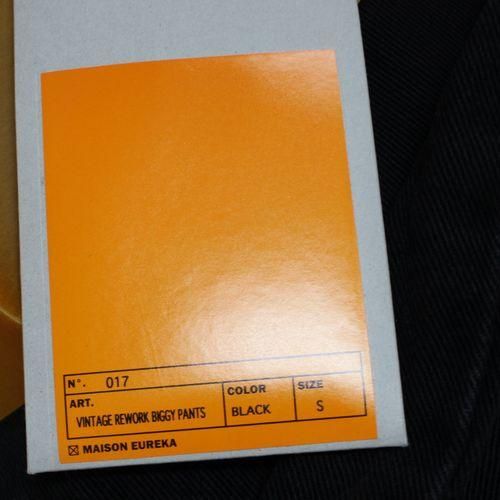 N°. 017
ART. COLOR SIZE
VINTAGE REWORK BIGGY PANTS BLACK S
MAISON EUREKA